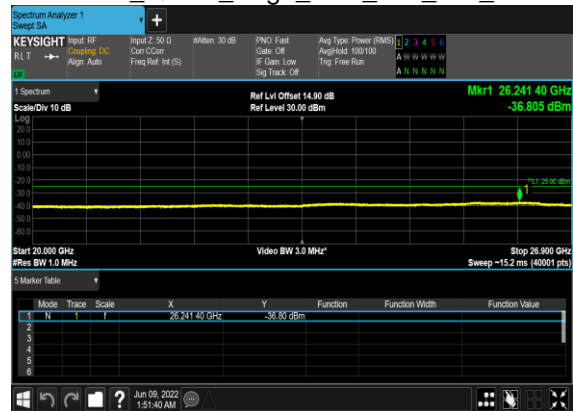 Spectrum Analyzer 1
Swept SA
+
KEYSIGHT Input: RF Input Z: 50 Ω #Atten: 30 dB PNO: Fast Avg Type: Power (RMS) 1 2 3 4 5 6
RLT Coupling: DC Corr CCorr Gate: Off Avg|Hold: 100/100 A W W W W W
Align: Auto Freq Ref: Int (S) IF Gain: Low Trig: Free Run
Sig Track: Off A N N N N N
1 Spectrum Ref Lvl Offset 14.90 dB Mkr1 26.241 40 GHz
Scale/Div 10 dB Ref Level 30.00 dBm -36.805 dBm
Log
20.0
10.0
0.00
-10.0
-20.0
DL1 -25.00 dBm
-30.0
1
-40.0
-50.0
-60.0
Start 20.000 GHz Video BW 3.0 MHz* Stop 26.900 GHz
#Res BW 1.0 MHz Sweep ~15.2 ms (40001 pts)
5 Marker Table
Mode Trace Scale X Y Function Function Width Function Value
1 N 1 f 26.241 40 GHz -36.80 dBm
2
3
4
5
6
? Jun 09, 2022
1:51:40 AM